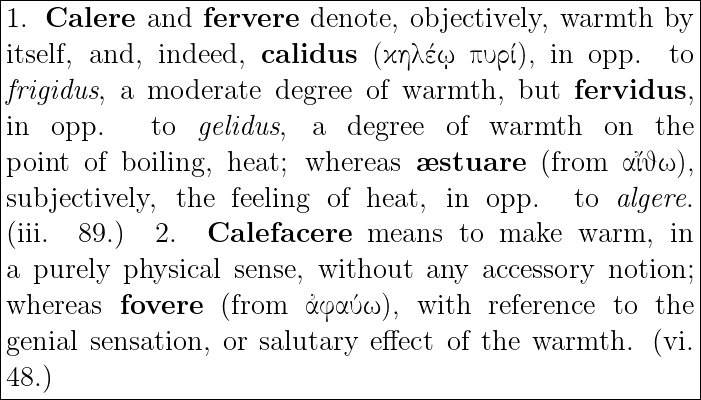 1. Calere and fervere denote, objectively, warmth by
itself, and, indeed, calidus (κηλέῳ πυρί), in opp. to
frigidus, a moderate degree of warmth, but fervidus,
in opp. to gelidus, a degree of warmth on the
point of boiling, heat; whereas æstuare (from αἴθω),
subjectively, the feeling of heat, in opp. to algere.
(iii. 89.) 2. Calefacere means to make warm, in
a purely physical sense, without any accessory notion;
whereas fovere (from ἀφαύω), with reference to the
genial sensation, or salutary effect of the warmth. (vi.
48.)